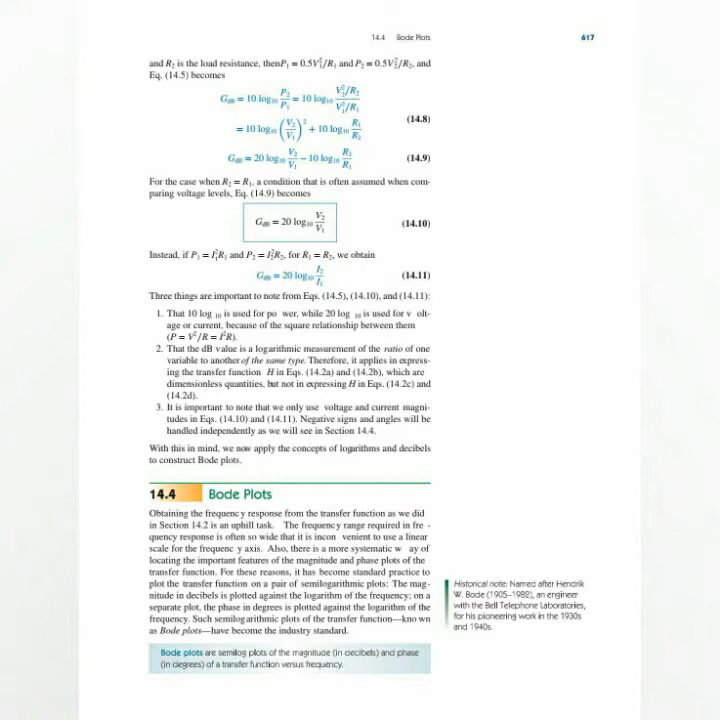 14.4 Bode Plots 617
and R₂ is the load resistance, thenP₁ = 0.5V₁²/R₁ and P₂ = 0.5V₂²/R₂, and
Eq. (14.5) becomes
G_dB = 10 log₁₀ P₂/P₁ = 10 log₁₀ (V₂²/R₂)/(V₁²/R₁)
(14.8)
= 10 log₁₀ (V₂/V₁)² + 10 log₁₀ R₁/R₂
G_dB = 20 log₁₀ V₂/V₁ − 10 log₁₀ R₂/R₁ (14.9)
For the case when R₂ = R₁, a condition that is often assumed when com-
paring voltage levels, Eq. (14.9) becomes
G_dB = 20 log₁₀ V₂/V₁ (14.10)
Instead, if P₁ = I₁²R₁ and P₂ = I₂²R₂, for R₁ = R₂, we obtain
G_dB = 20 log₁₀ I₂/I₁ (14.11)
Three things are important to note from Eqs. (14.5), (14.10), and (14.11):
1. That 10 log ₁₀ is used for po wer, while 20 log ₁₀ is used for v olt-
age or current, because of the square relationship between them
(P = V²/R = I²R).
2. That the dB value is a logarithmic measurement of the ratio of one
variable to another of the same type. Therefore, it applies in express-
ing the transfer function H in Eqs. (14.2a) and (14.2b), which are
dimensionless quantities, but not in expressing H in Eqs. (14.2c) and
(14.2d).
3. It is important to note that we only use voltage and current magni-
tudes in Eqs. (14.10) and (14.11). Negative signs and angles will be
handled independently as we will see in Section 14.4.
With this in mind, we now apply the concepts of logarithms and decibels
to construct Bode plots.
14.4 Bode Plots
Obtaining the frequency response from the transfer function as we did
in Section 14.2 is an uphill task. The frequency range required in fre -
quency response is often so wide that it is incon venient to use a linear
scale for the frequenc y axis. Also, there is a more systematic w ay of
locating the important features of the magnitude and phase plots of the
transfer function. For these reasons, it has become standard practice to
plot the transfer function on a pair of semilogarithmic plots: The mag-
nitude in decibels is plotted against the logarithm of the frequency; on a
separate plot, the phase in degrees is plotted against the logarithm of the
frequency. Such semilogarithmic plots of the transfer function—kno wn
as Bode plots—have become the industry standard.
Bode plots are semilog plots of the magnitude (in decibels) and phase
(in degrees) of a transfer function versus frequency.
Historical note: Named after Hendrik
W. Bode (1905–1982), an engineer
with the Bell Telephone Laboratories,
for his pioneering work in the 1930s
and 1940s.